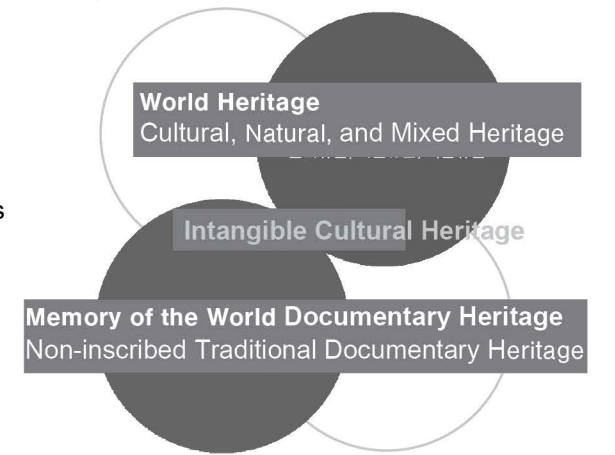 World Heritage
Cultural, Natural, and Mixed Heritage
Intangible Cultural Heritage
Memory of the World Documentary Heritage
Non-inscribed Traditional Documentary Heritage